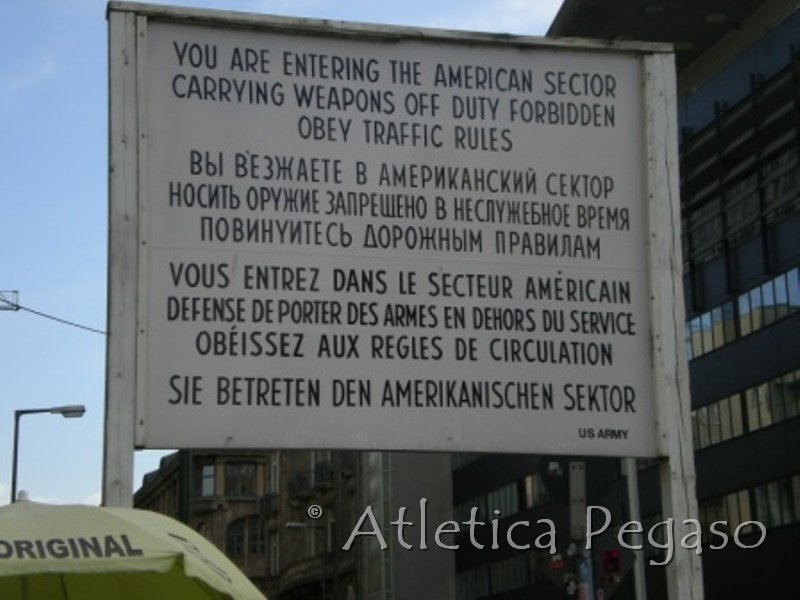 YOU ARE ENTERING THE AMERICAN SECTOR
CARRYING WEAPONS OFF DUTY FORBIDDEN
OBEY TRAFFIC RULES
ВЫ ВЪЕЗЖАЕТЕ В АМЕРИКАНСКИЙ СЕКТОР
НОСИТЬ ОРУЖИЕ ЗАПРЕЩЕНО В НЕСЛУЖЕБНОЕ ВРЕМЯ
ПОВИНУИТЕСЬ ДОРОЖНЫМ ПРАВИЛАМ
VOUS ENTREZ DANS LE SECTEUR AMÉRICAIN
DEFENSE DE PORTER DES ARMES EN DEHORS DU SERVICE
OBÉISSEZ AUX REGLES DE CIRCULATION
SIE BETRETEN DEN AMERIKANISCHEN SEKTOR
US ARMY
ORIGINAL
© Atletica Pegaso